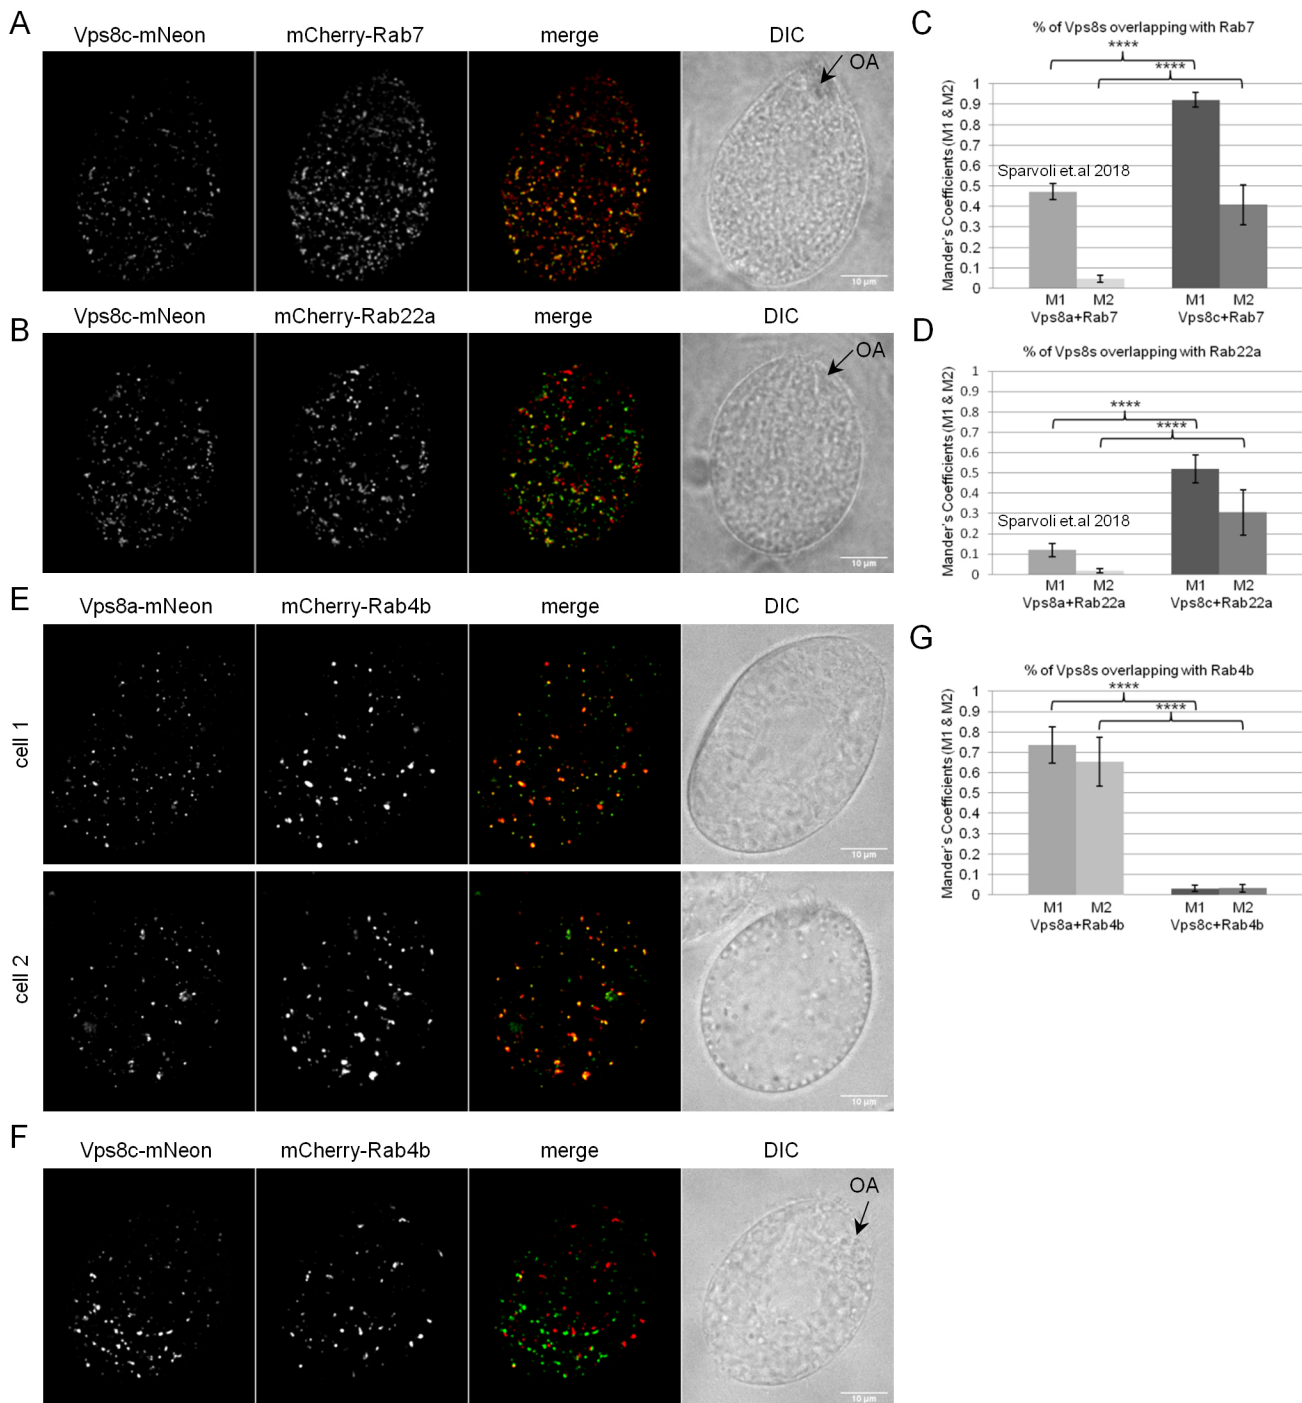 A
Vps8c-mNeon mCherry-Rab7 merge DIC
OA
10 µm
B
Vps8c-mNeon mCherry-Rab22a merge DIC
OA
10 µm
E
Vps8a-mNeon mCherry-Rab4b merge DIC
cell 1
10 µm
cell 2
10 µm
F
Vps8c-mNeon mCherry-Rab4b merge DIC
OA
10 µm
C
% of Vps8s overlapping with Rab7
**** ****
Mander's Coefficients (M1 & M2)
1
0.9
0.8
0.7
0.6
0.5
0.4
0.3
0.2
0.1
0
Sparvoli et.al 2018
M1 M2 M1 M2
Vps8a+Rab7 Vps8c+Rab7
D
% of Vps8s overlapping with Rab22a
**** ****
Mander's Coefficients (M1 & M2)
1
0.9
0.8
0.7
0.6
0.5
0.4
0.3
0.2
0.1
0
Sparvoli et.al 2018
M1 M2 M1 M2
Vps8a+Rab22a Vps8c+Rab22a
G
% of Vps8s overlapping with Rab4b
**** ****
Mander's Coefficients (M1 & M2)
1
0.9
0.8
0.7
0.6
0.5
0.4
0.3
0.2
0.1
0
M1 M2 M1 M2
Vps8a+Rab4b Vps8c+Rab4b